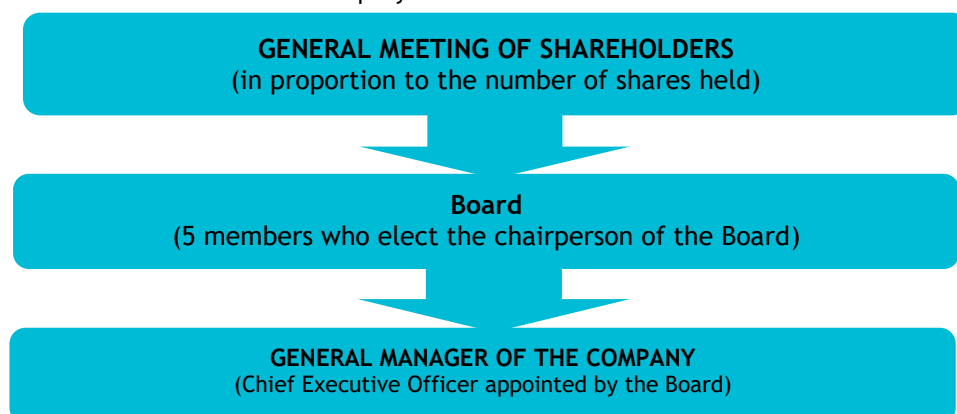 GENERAL MEETING OF SHAREHOLDERS
(in proportion to the number of shares held)
Board
(5 members who elect the chairperson of the Board)
GENERAL MANAGER OF THE COMPANY
(Chief Executive Officer appointed by the Board)